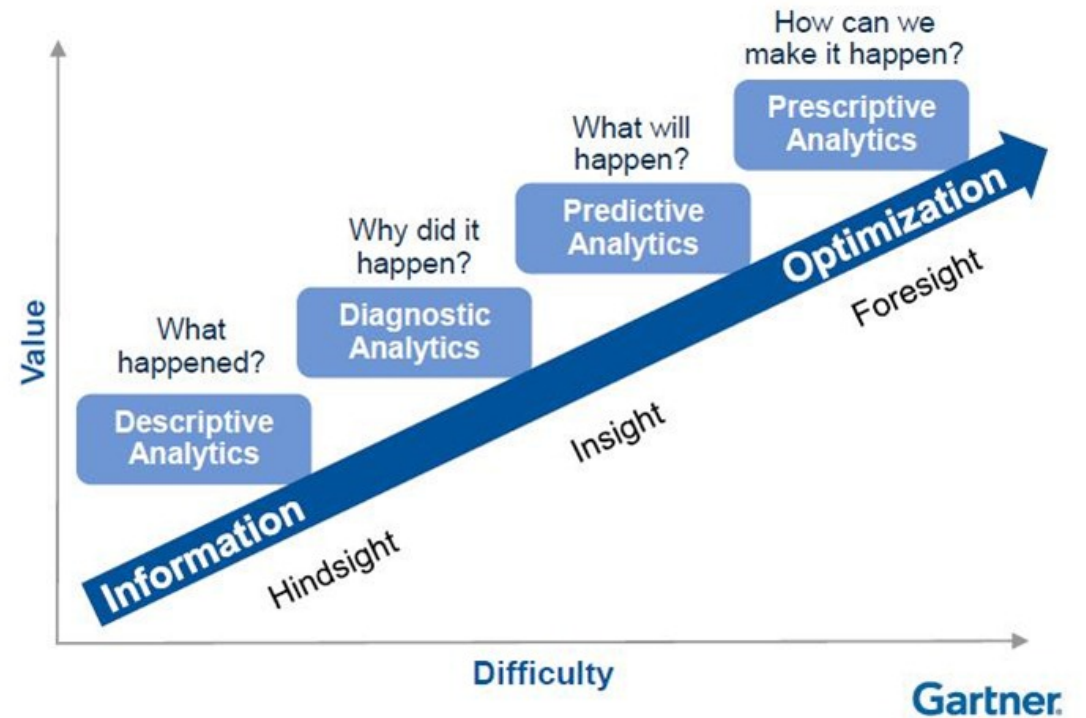 How can we
make it happen?
Prescriptive
Analytics
What will
happen?
Predictive
Analytics
Why did it
happen?
Diagnostic
Analytics
What
happened?
Descriptive
Analytics
Value
Information
Optimization
Hindsight
Insight
Foresight
Difficulty
Gartner.